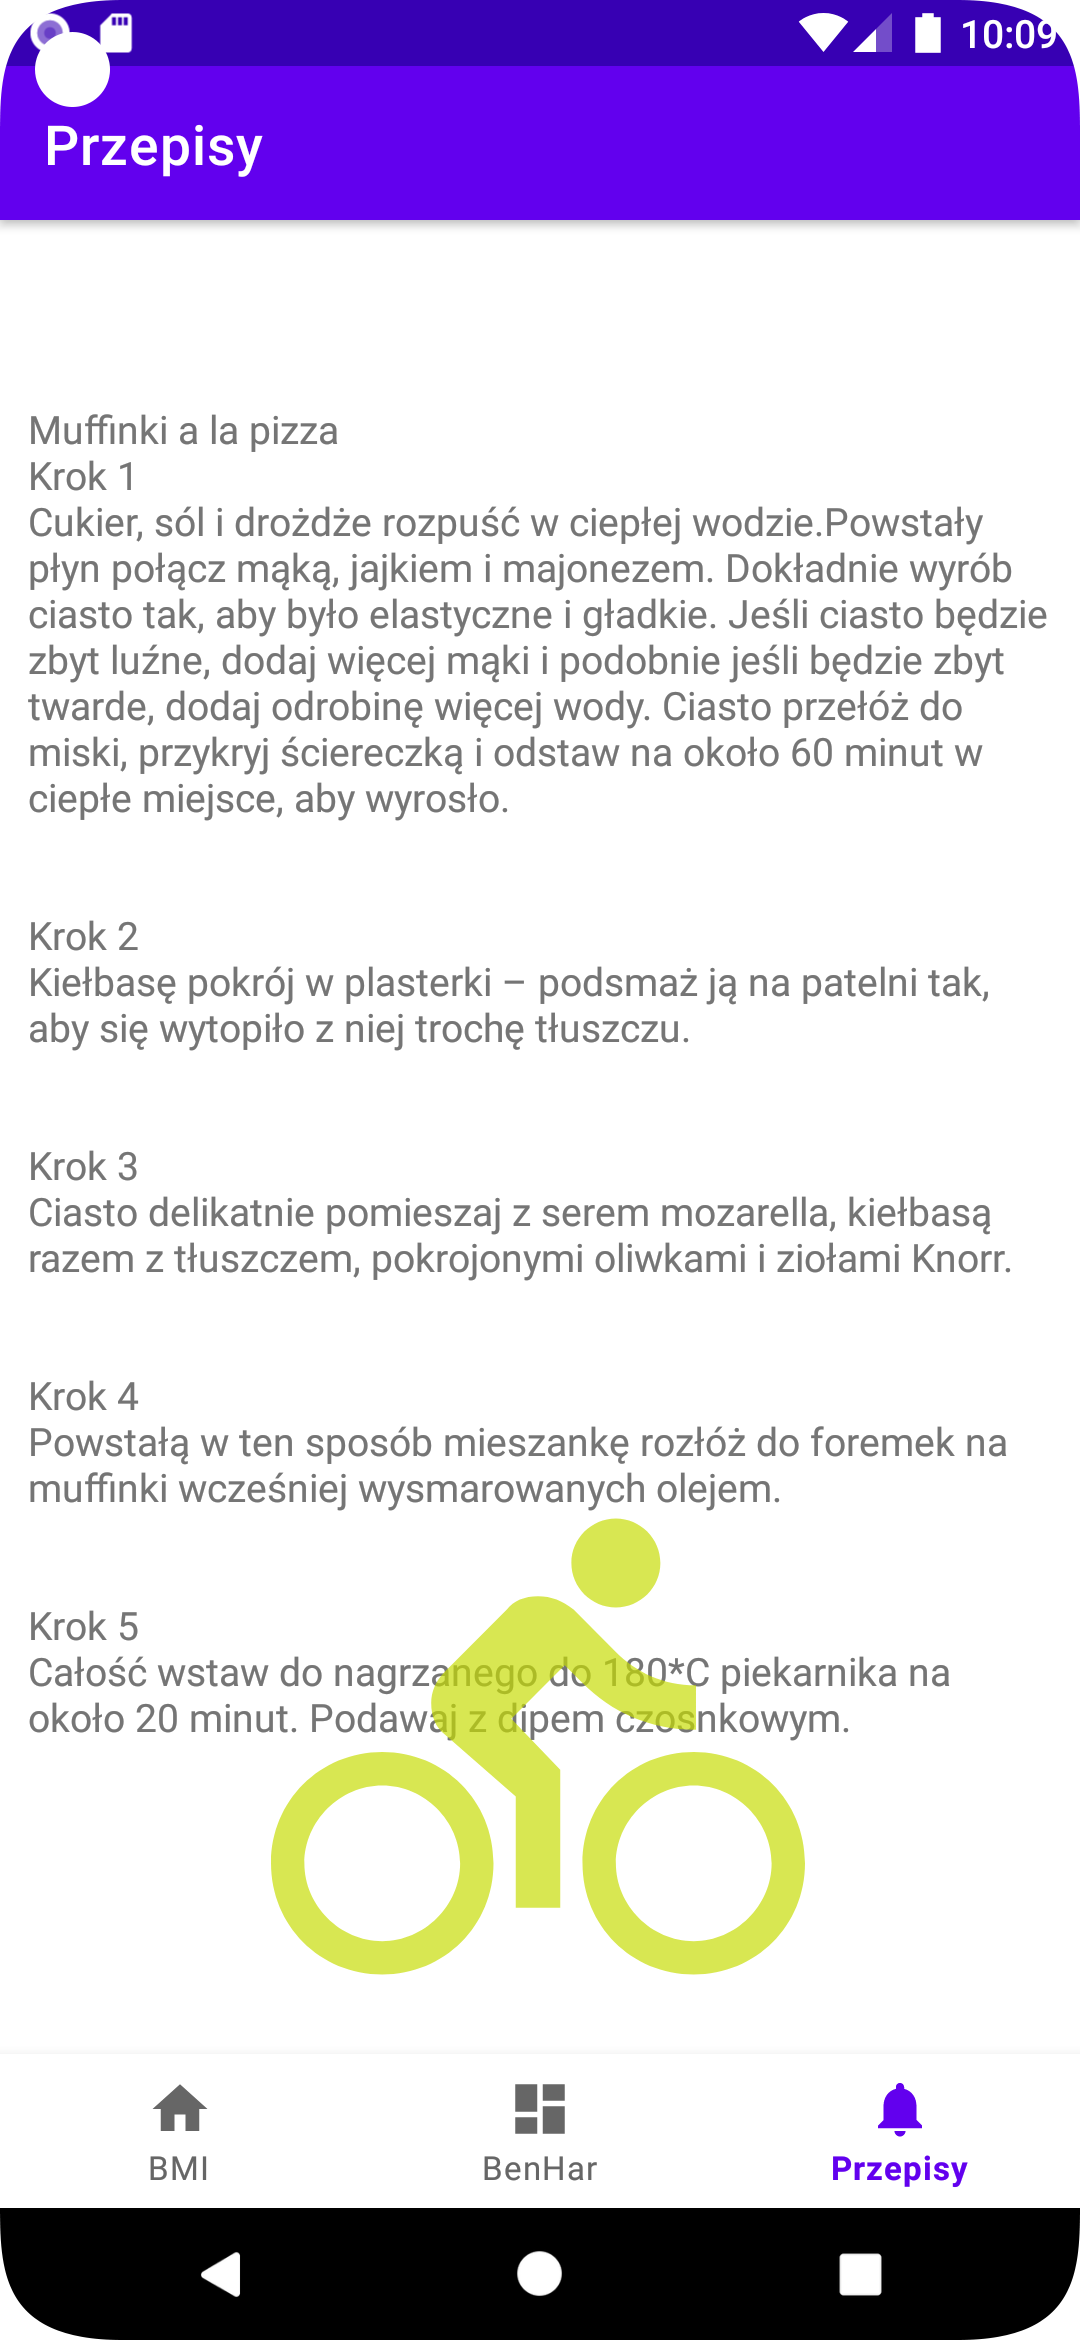 10:09
Przepisy
Muffinki a la pizza
Krok 1
Cukier, sól i drożdże rozpuść w ciepłej wodzie.Powstały
płyn połącz mąką, jajkiem i majonezem. Dokładnie wyrób
ciasto tak, aby było elastyczne i gładkie. Jeśli ciasto będzie
zbyt luźne, dodaj więcej mąki i podobnie jeśli będzie zbyt
twarde, dodaj odrobinę więcej wody. Ciasto przełóż do
miski, przykryj ściereczką i odstaw na około 60 minut w
ciepłe miejsce, aby wyrosło.
Krok 2
Kiełbasę pokrój w plasterki – podsmaż ją na patelni tak,
aby się wytopiło z niej trochę tłuszczu.
Krok 3
Ciasto delikatnie pomieszaj z serem mozarella, kiełbasą
razem z tłuszczem, pokrojonymi oliwkami i ziołami Knorr.
Krok 4
Powstałą w ten sposób mieszankę rozłóż do foremek na
muffinki wcześniej wysmarowanych olejem.
Krok 5
Całość wstaw do nagrzanego do 180*C piekarnika na
około 20 minut. Podawaj z dipem czosnkowym.
BMI
BenHar
Przepisy